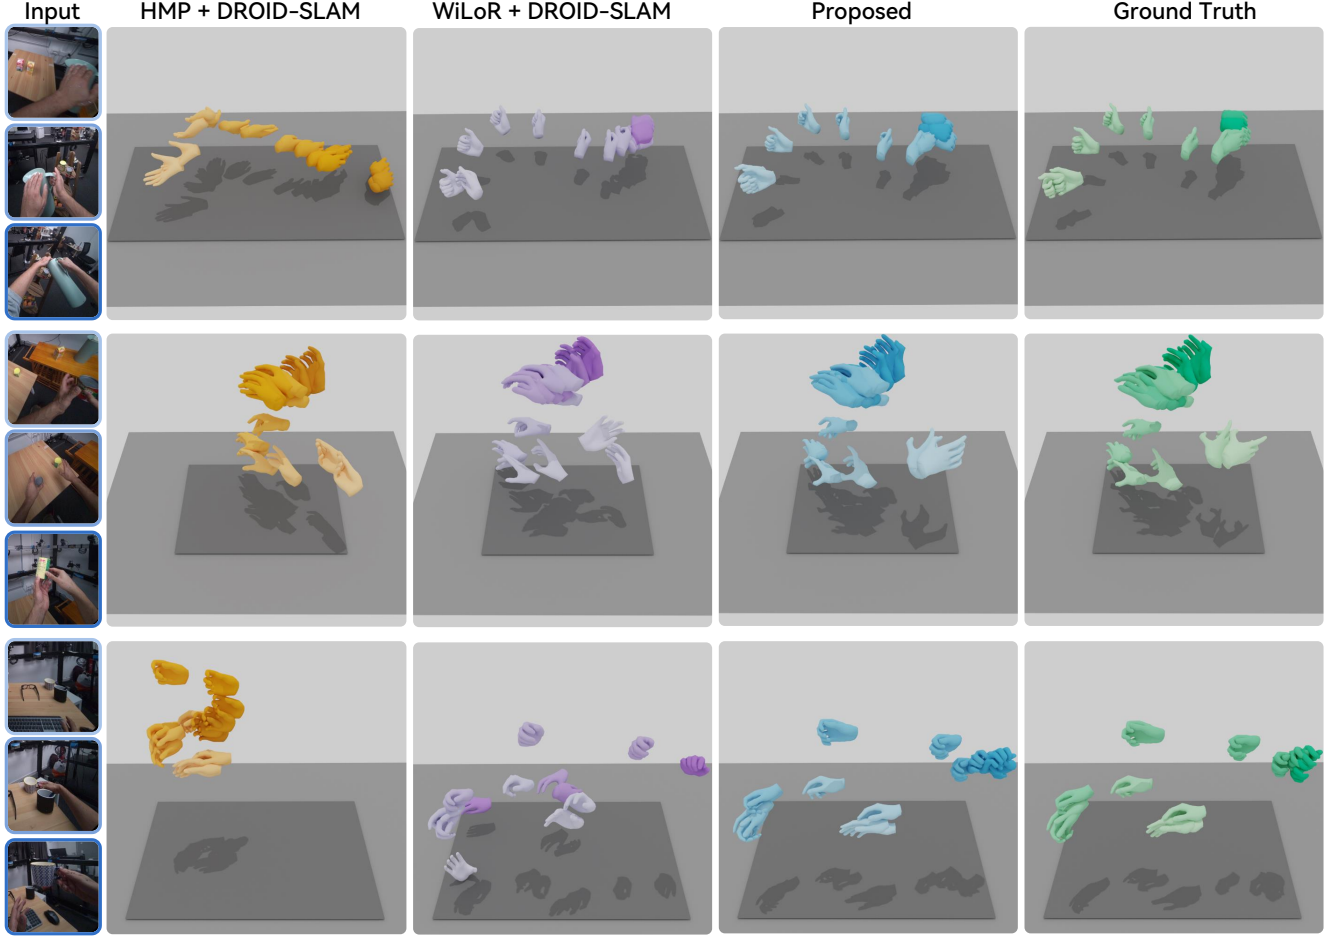 Input
HMP + DROID-SLAM
WiLoR + DROID-SLAM
Proposed
Ground Truth